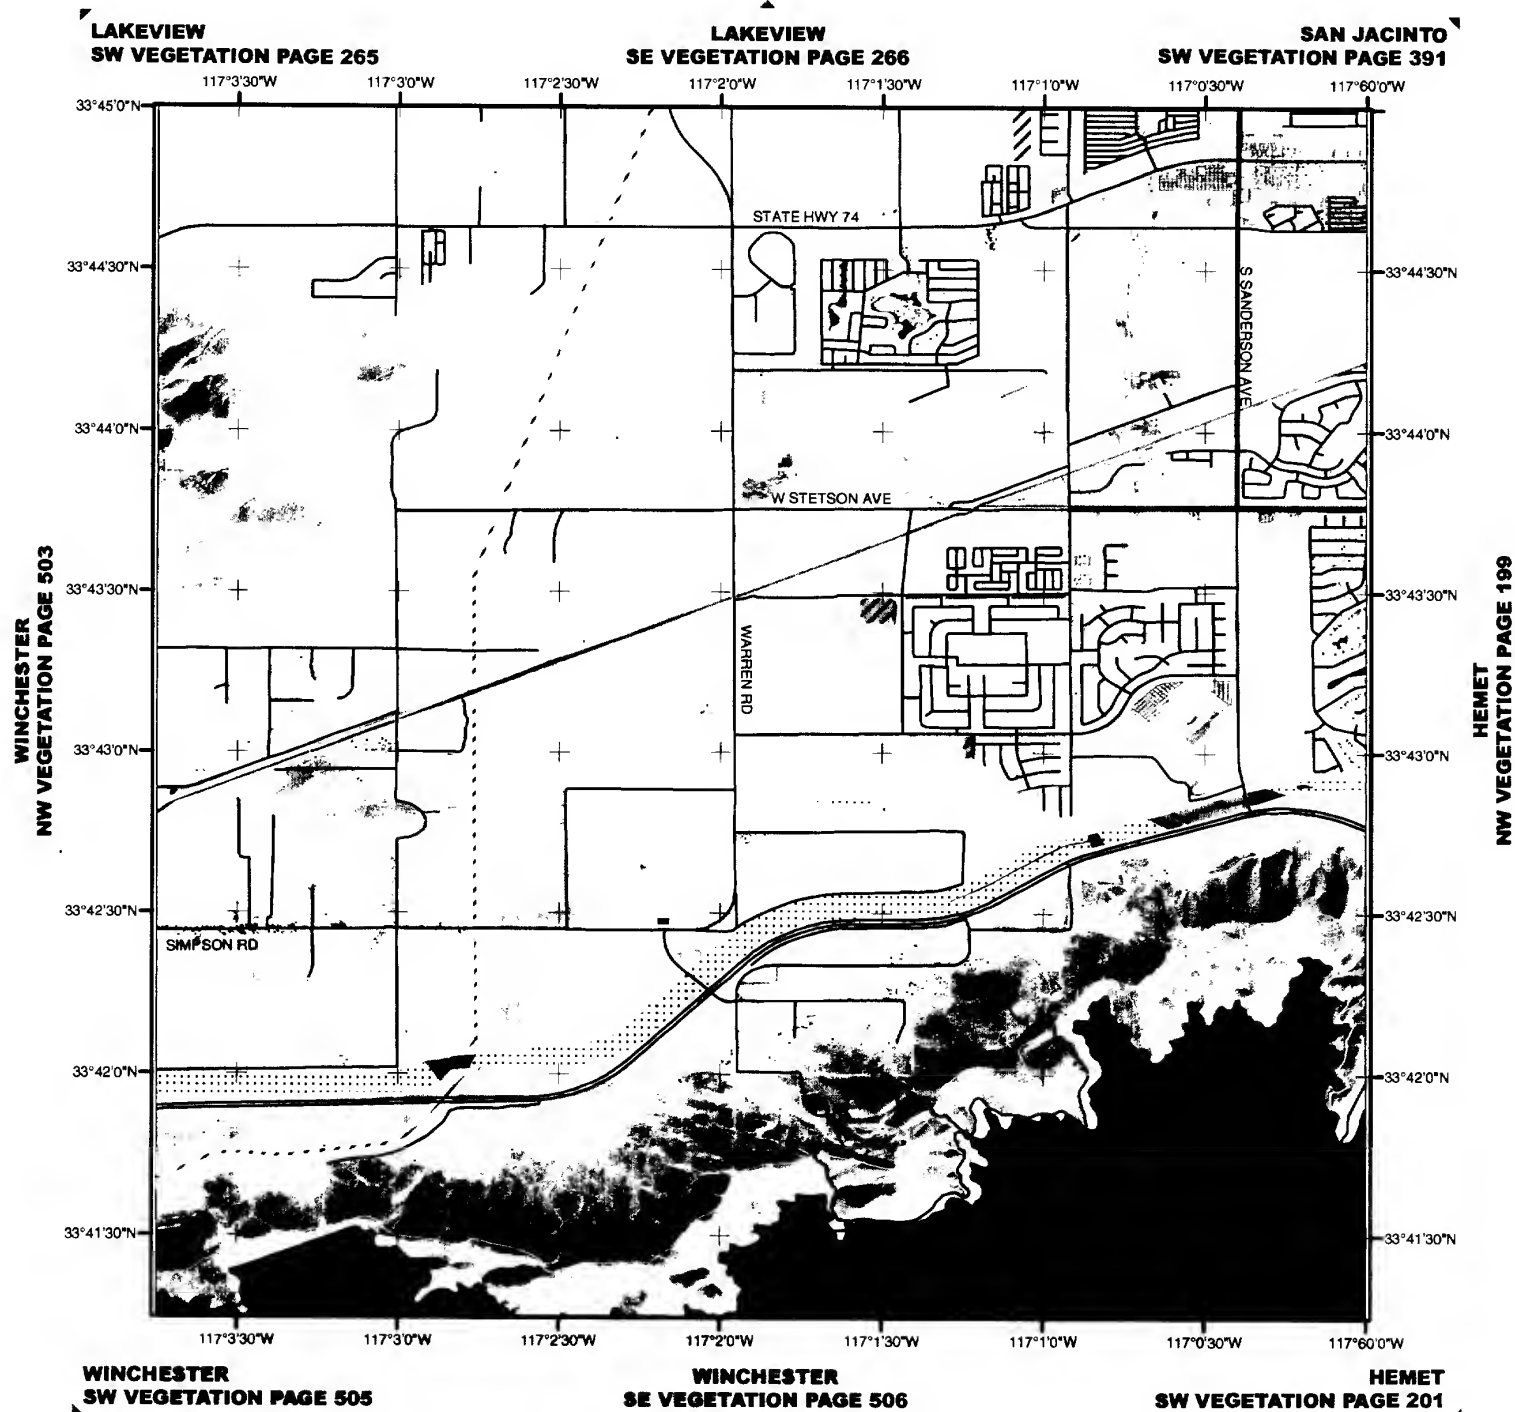 LAKEVIEW
SW VEGETATION PAGE 265
LAKEVIEW
SE VEGETATION PAGE 266
SAN JACINTO
SW VEGETATION PAGE 391
117°3'30"W
117°3'0"W
117°2'30"W
117°2'0"W
117°1'30"W
117°1'0"W
117°0'30"W
117°60'0"W
33°45'0"N
33°44'30"N
33°44'0"N
33°43'30"N
33°43'0"N
33°42'30"N
33°42'0"N
33°41'30"N
WINCHESTER
NW VEGETATION PAGE 503
STATE HWY 74
S SANDERSON AVE
W STETSON AVE
WARREN RD
SIMPSON RD
33°44'30"N
33°44'0"N
33°43'30"N
33°43'0"N
33°42'30"N
33°42'0"N
33°41'30"N
HEMET
NW VEGETATION PAGE 199
117°3'30"W
117°3'0"W
117°2'30"W
117°2'0"W
117°1'30"W
117°1'0"W
117°0'30"W
117°60'0"W
WINCHESTER
SW VEGETATION PAGE 505
WINCHESTER
SE VEGETATION PAGE 506
HEMET
SW VEGETATION PAGE 201